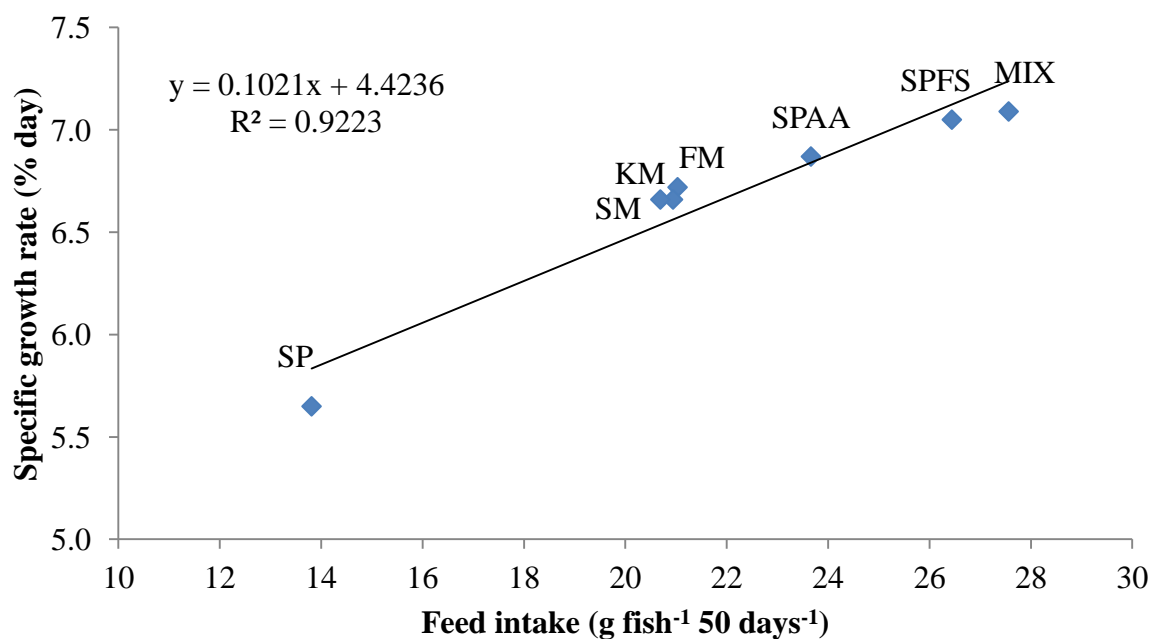 7.5
7.0
6.5
6.0
5.5
5.0
Specific growth rate (% day)
y = 0.1021x + 4.4236
R² = 0.9223
SPFS MIX
SPAA
KM FM
SM
SP
10 12 14 16 18 20 22 24 26 28 30
Feed intake (g fish⁻¹ 50 days⁻¹)